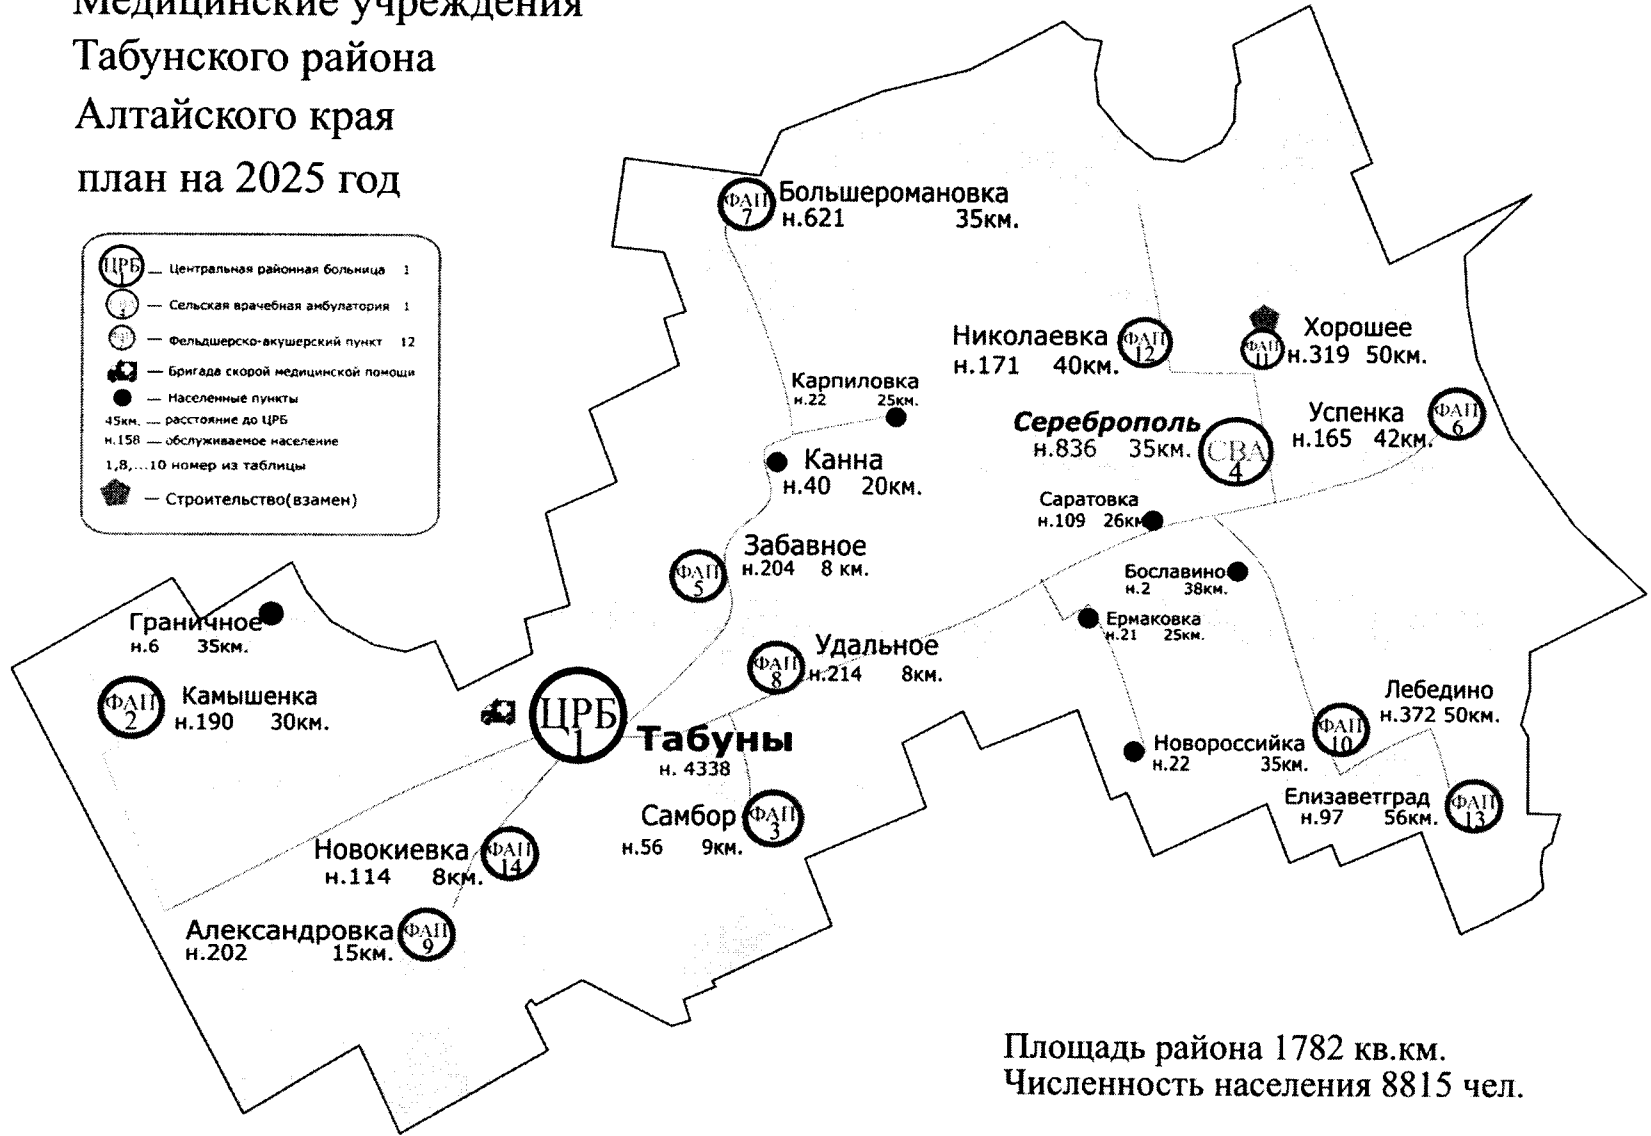 Медицинские учреждения
Табунского района
Алтайского края
план на 2025 год
ЦРБ
1
— Центральная районная больница 1
— Сельская врачебная амбулатория 1
— Фельдшерско-акушерский пункт 12
— Бригада скорой медицинской помощи
— Населенные пункты
45км. — расстояние до ЦРБ
н.158 — обслуживаемое население
1,8,...10 номер из таблицы
— Строительство(взамен)
ФАП
7
Большеромановка
н.621 35км.
Николаевка
н.171 40км.
ФАП
12
ФАП
11
Хорошее
н.319 50км.
Карпиловка
н.22 25км.
Сереброполь
н.836 35км.
СВА
4
Успенка
н.165 42км.
ФАП
6
Канна
н.40 20км.
Саратовка
н.109 26км
Забавное
н.204 8 км.
ФАП
5
Бославино
н.2 38км.
Граничное
н.6 35км.
Ермаковка
н.21 25км.
ФАП
8
Удальное
н.214 8км.
ФАП
2
Камышенка
н.190 30км.
ЦРБ
1
Табуны
н. 4338
Лебедино
н.372 50км.
ФАП
10
Новороссийка
н.22 35км.
Самбор
н.56 9км.
ФАП
3
Елизаветград
н.97 56км.
ФАП
13
Новокиевка
н.114 8км.
ФАП
14
Александровка
н.202 15км.
ФАП
9
Площадь района 1782 кв.км.
Численность населения 8815 чел.